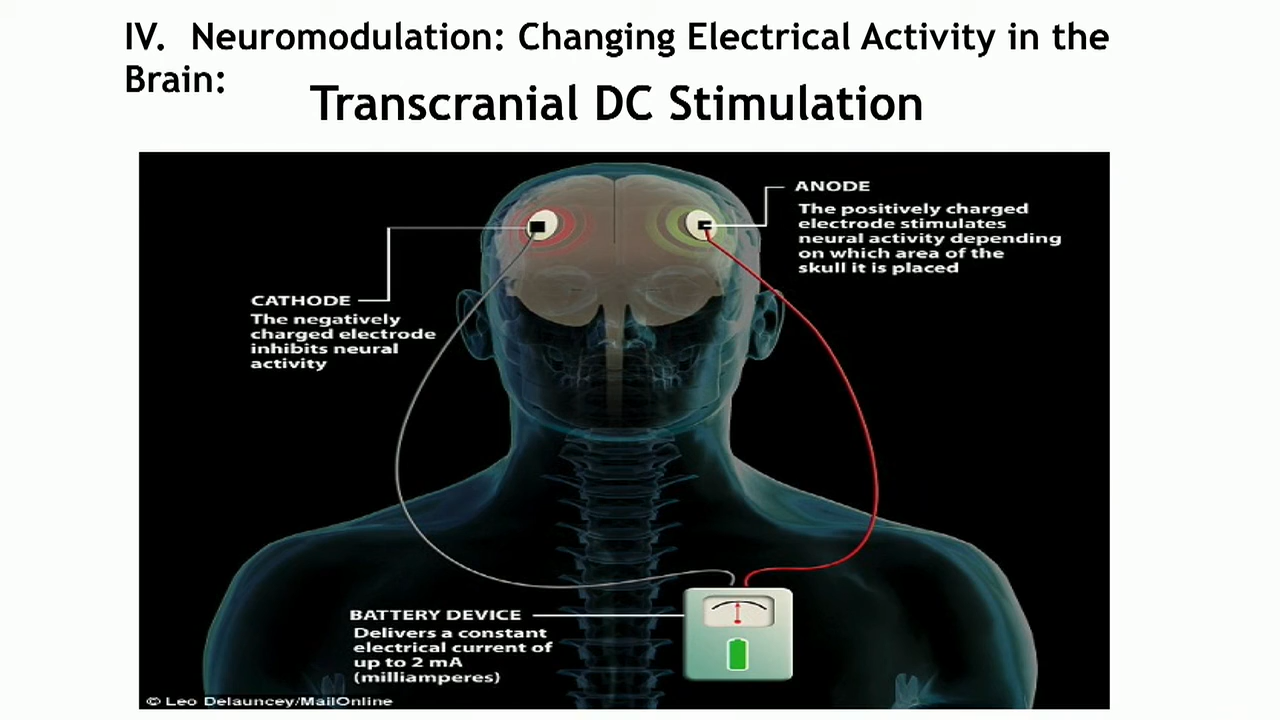 IV.  Neuromodulation: Changing Electrical Activity in the
Brain:
Transcranial DC Stimulation
ANODE
The positively charged
electrode stimulates
neural activity depending
on which area of the
skull it is placed
CATHODE
The negatively
charged electrode
inhibits neural
activity
BATTERY DEVICE
Delivers a constant
electrical current of
up to 2 mA
(milliamperes)
© Leo Delauncey/MailOnline